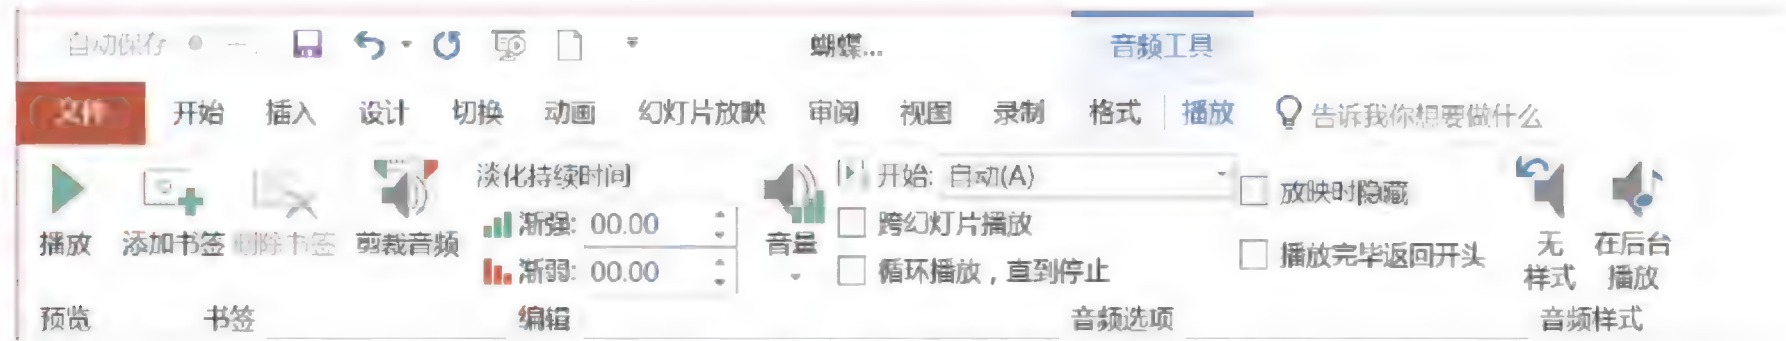 自动保存
蝴蝶...
音频工具
文件 开始 插入 设计 切换 动画 幻灯片放映 审阅 视图 录制 格式 播放 告诉我你想要做什么
淡化持续时间
开始: 自动(A)
放映时隐藏
渐强: 00.00
跨幻灯片播放
播放 添加书签 删除书签 剪裁音频
音量
无样式
在后台播放
渐弱: 00.00
循环播放，直到停止
播放完毕返回开头
预览 书签 编辑 音频选项 音频样式